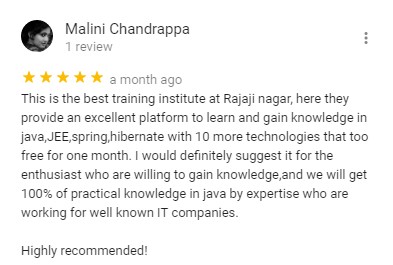 Malini Chandrappa
1 review
a month ago
This is the best training institute at Rajaji nagar, here they
provide an excellent platform to learn and gain knowledge in
java,JEE,spring,hibernate with 10 more technologies that too
free for one month. I would definitely suggest it for the
enthusiast who are willing to gain knowledge,and we will get
100% of practical knowledge in java by expertise who are
working for well known IT companies.
Highly recommended!